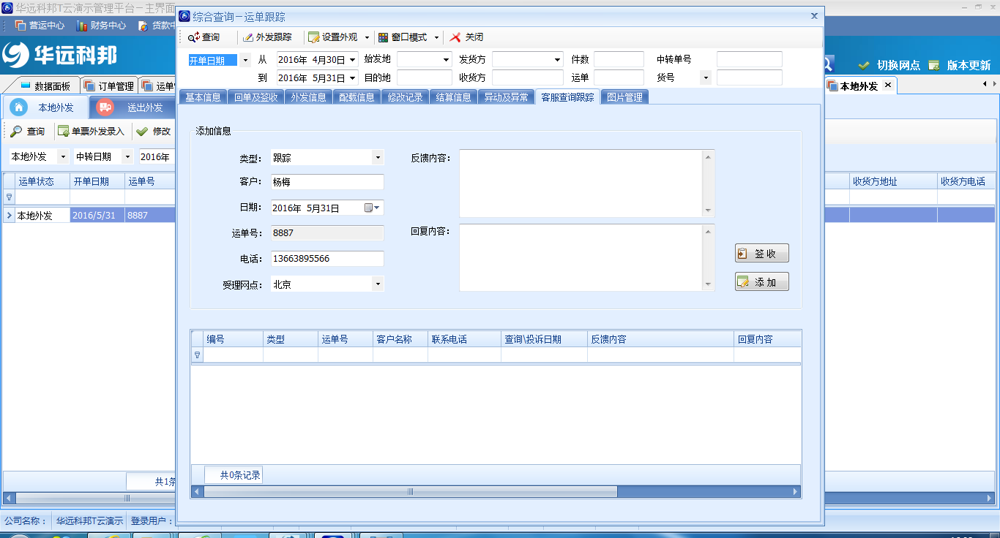 华远科邦T云演示管理平台－主界面
营运中心 财务中心 货款中
华远科邦
切换网点 版本更新
数据面板 订单管理 运单
本地外发
本地外发 送出外发
查询 单票外发录入 修改
本地外发 中转日期 2016年
运单状态 开单日期 运单号 收货方地址 收货方电话
本地外发 2016/5/31 8887
共1条
公司名称： 华远科邦T云演示 登录用户：
综合查询－运单跟踪
查询 外发跟踪 设置外观 窗口模式 关闭
开单日期 从 2016年 4月30日 始发地 发货方 件数 中转单号
到 2016年 5月31日 目的地 收货方 运单 货号
基本信息 回单及签收 外发信息 配载信息 修改记录 结算信息 异动及异常 客服查询跟踪 图片管理
添加信息
类型： 跟踪 反馈内容：
客户： 杨梅
日期： 2016年 5月31日
运单号： 8887 回复内容：
电话： 13663895566 签 收
受理网点： 北京 添 加
编号 类型 运单号 客户名称 联系电话 查询\投诉日期 反馈内容 回复内容
共0条记录